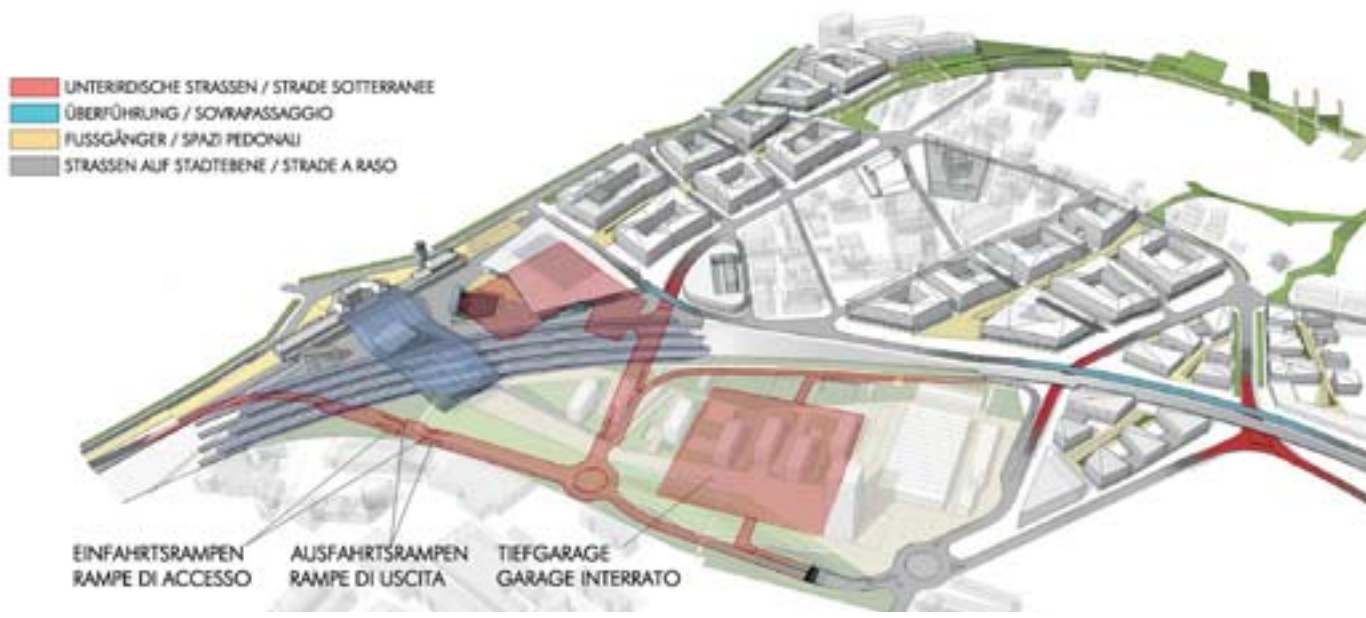 UNTERIRDISCHE STRASSEN / STRADE SOTTERRANEE
ÜBERFÜHRUNG / SOVRAPASSAGGIO
FUSSGÄNGER / SPAZI PEDONALI
STRASSEN AUF STADTEBENE / STRADE A RASO
EINFAHRTSRAMPEN
RAMPE DI ACCESSO
AUSFAHRTSRAMPEN
RAMPE DI USCITA
TIEFGARAGE
GARAGE INTERRATO